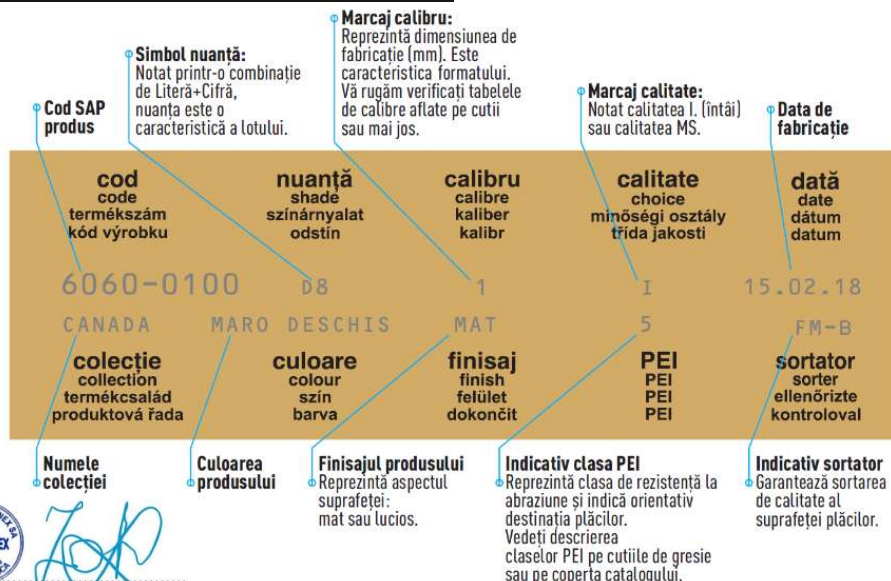 Marcaj calibru:
Reprezintă dimensiunea de
fabricație (mm). Este
caracteristica formatului.
Vă rugăm verificați tabelele
de calibre aflate pe cutii
sau mai jos.
Simbol nuanță:
Notat printr-o combinație
de Literă+Cifră,
nuanța este o
caracteristică a lotului.
Marcaj calitate:
Notat calitatea I. (întâi)
sau calitatea MS.
Cod SAP
produs
Data de
fabricație
cod nuanță calibru calitate dată
code shade calibre choice date
termékszám színárnyalat kaliber minőségi osztály dátum
kód výrobku odstín kalibr třída jakosti datum
6060-0100 D8 1 I 15.02.18
CANADA MARO DESCHIS MAT 5 FM-B
colecție culoare finisaj PEI sortator
collection colour finish PEI sorter
termékcsalád szín felület PEI ellenőrizte
produktová řada barva dokončit PEI kontroloval
Numele
colecției
Culoarea
produsului
Finisajul produsului
Reprezintă aspectul
suprafeței:
mat sau lucios.
Indicativ clasa PEI
Reprezintă clasa de rezistență la
abraziune și indică orientativ
destinația plăcilor.
Vedeți descrierea
claselor PEI pe cutiile de gresie
sau pe coperta catalogului.
Indicativ sortator
Garantează sortarea
de calitate al
suprafeței plăcilor.